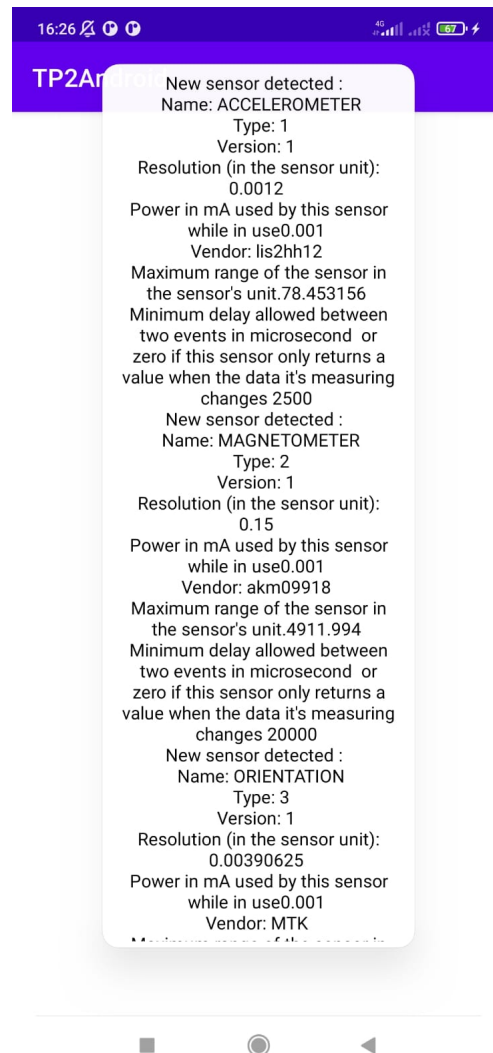 16:26
4G
67
TP2Android
New sensor detected :
Name: ACCELEROMETER
Type: 1
Version: 1
Resolution (in the sensor unit):
0.0012
Power in mA used by this sensor
while in use0.001
Vendor: lis2hh12
Maximum range of the sensor in
the sensor's unit.78.453156
Minimum delay allowed between
two events in microsecond  or
zero if this sensor only returns a
value when the data it's measuring
changes 2500
New sensor detected :
Name: MAGNETOMETER
Type: 2
Version: 1
Resolution (in the sensor unit):
0.15
Power in mA used by this sensor
while in use0.001
Vendor: akm09918
Maximum range of the sensor in
the sensor's unit.4911.994
Minimum delay allowed between
two events in microsecond  or
zero if this sensor only returns a
value when the data it's measuring
changes 20000
New sensor detected :
Name: ORIENTATION
Type: 3
Version: 1
Resolution (in the sensor unit):
0.00390625
Power in mA used by this sensor
while in use0.001
Vendor: MTK
Maximum range of the sensor in